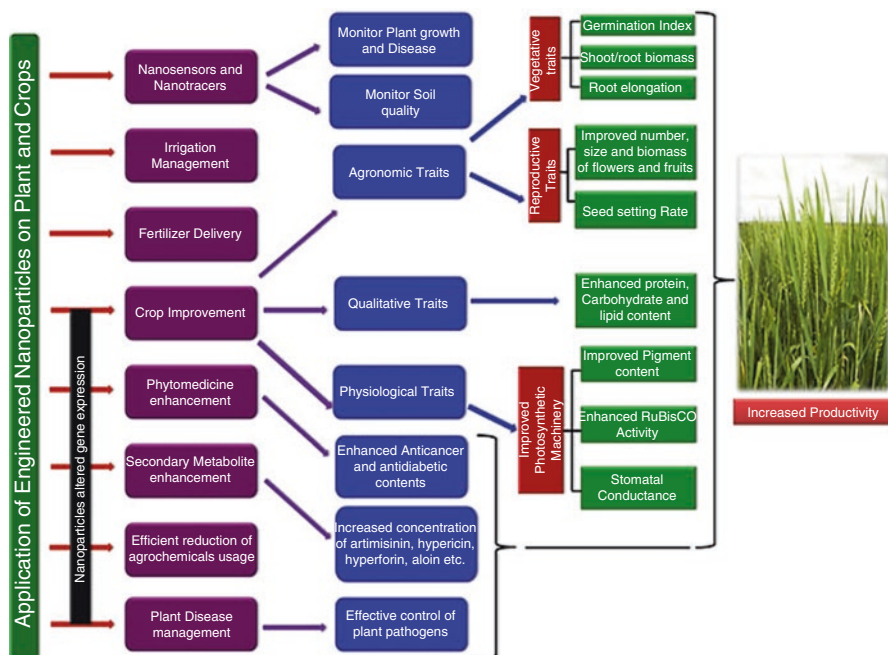 Application of Engineered Nanoparticles on Plant and Crops
Nanoparticles altered gene expression
Nanosensors and
Nanotracers
Irrigation
Management
Fertilizer Delivery
Crop Improvement
Phytomedicine
enhancement
Secondary Metabolite
enhancement
Efficient reduction of
agrochemicals usage
Plant Disease
management
Monitor Plant growth
and Disease
Monitor Soil
quality
Agronomic Traits
Qualitative Traits
Physiological Traits
Enhanced Anticancer
and antidiabetic
contents
Increased concentration
of artimisinin, hypericin,
hyperforin, aloin etc.
Effective control of
plant pathogens
Vegetative
traits
Reproductive
Traits
Improved
Photosynthetic
Machinery
Germination Index
Shoot/root biomass
Root elongation
Improved number,
size and biomass
of flowers and fruits
Seed setting Rate
Enhanced protein,
Carbohydrate and
lipid content
Improved Pigment
content
Enhanced RuBisCO
Activity
Stomatal
Conductance
Increased Productivity